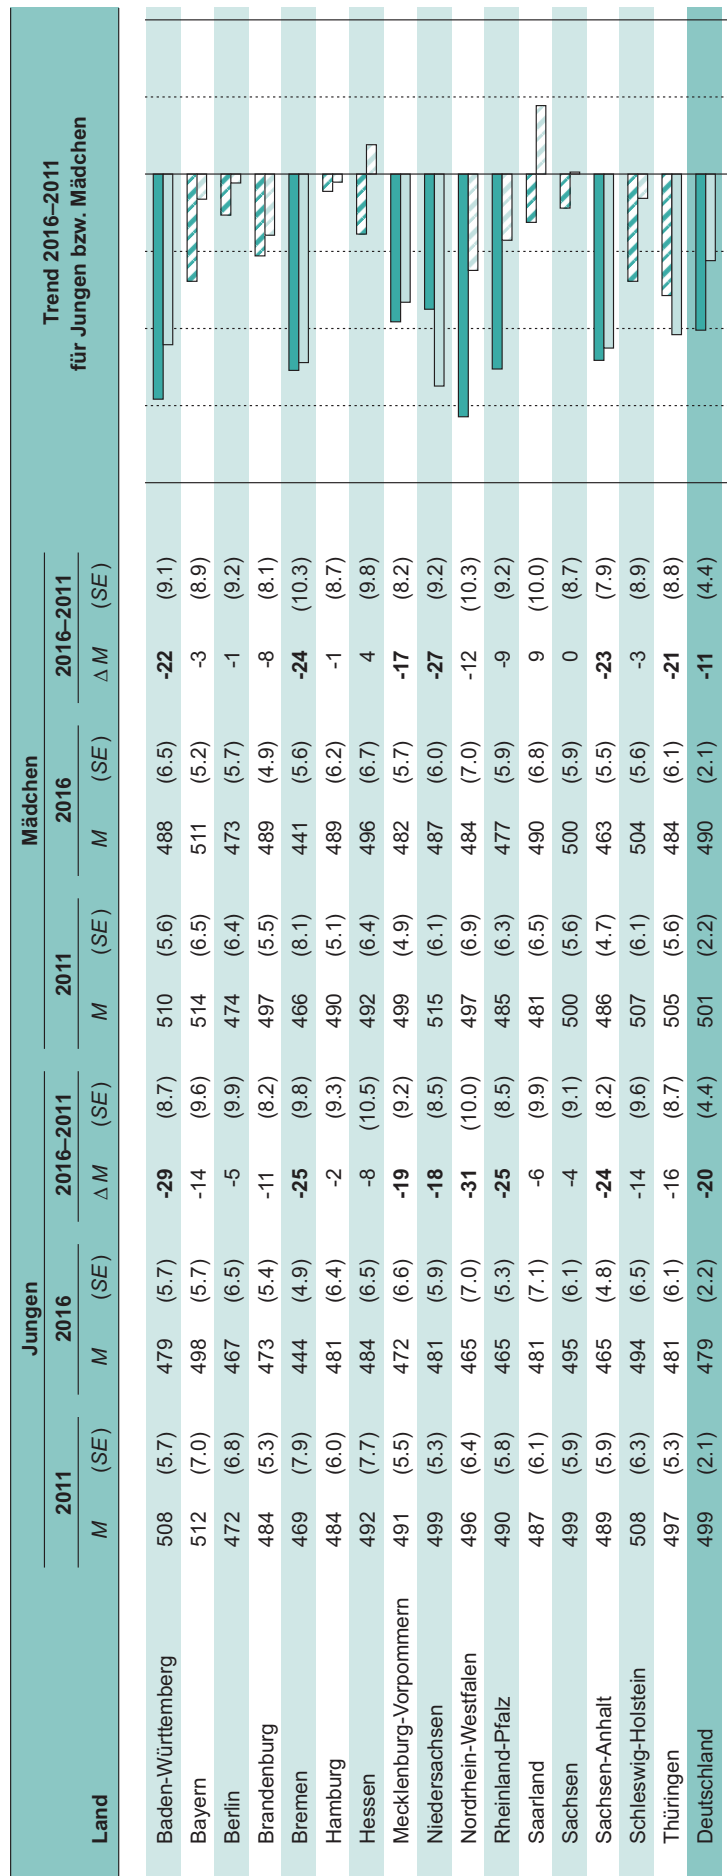 Jungen Mädchen Trend 2016–2011
für Jungen bzw. Mädchen
2011 2016 2016–2011 2011 2016 2016–2011
Land M (SE) M (SE) Δ M (SE) M (SE) M (SE) Δ M (SE)
Baden-Württemberg 508 (5.7) 479 (5.7) -29 (8.7) 510 (5.6) 488 (6.5) -22 (9.1)
Bayern 512 (7.0) 498 (5.7) -14 (9.6) 514 (6.5) 511 (5.2) -3 (8.9)
Berlin 472 (6.8) 467 (6.5) -5 (9.9) 474 (6.4) 473 (5.7) -1 (9.2)
Brandenburg 484 (5.3) 473 (5.4) -11 (8.2) 497 (5.5) 489 (4.9) -8 (8.1)
Bremen 469 (7.9) 444 (4.9) -25 (9.8) 466 (8.1) 441 (5.6) -24 (10.3)
Hamburg 484 (6.0) 481 (6.4) -2 (9.3) 490 (5.1) 489 (6.2) -1 (8.7)
Hessen 492 (7.7) 484 (6.5) -8 (10.5) 492 (6.4) 496 (6.7) 4 (9.8)
Mecklenburg-Vorpommern 491 (5.5) 472 (6.6) -19 (9.2) 499 (4.9) 482 (5.7) -17 (8.2)
Niedersachsen 499 (5.3) 481 (5.9) -18 (8.5) 515 (6.1) 487 (6.0) -27 (9.2)
Nordrhein-Westfalen 496 (6.4) 465 (7.0) -31 (10.0) 497 (6.9) 484 (7.0) -12 (10.3)
Rheinland-Pfalz 490 (5.8) 465 (5.3) -25 (8.5) 485 (6.3) 477 (5.9) -9 (9.2)
Saarland 487 (6.1) 481 (7.1) -6 (9.9) 481 (6.5) 490 (6.8) 9 (10.0)
Sachsen 499 (5.9) 495 (6.1) -4 (9.1) 500 (5.6) 500 (5.9) 0 (8.7)
Sachsen-Anhalt 489 (5.9) 465 (4.8) -24 (8.2) 486 (4.7) 463 (5.5) -23 (7.9)
Schleswig-Holstein 508 (6.3) 494 (6.5) -14 (9.6) 507 (6.1) 504 (5.6) -3 (8.9)
Thüringen 497 (5.3) 481 (6.1) -16 (8.7) 505 (5.6) 484 (6.1) -21 (8.8)
Deutschland 499 (2.1) 479 (2.2) -20 (4.4) 501 (2.2) 490 (2.1) -11 (4.4)